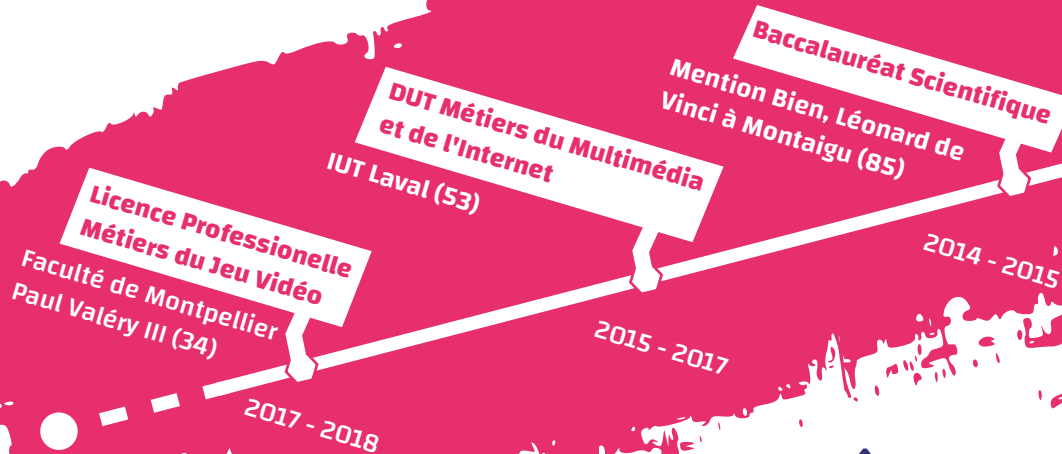 Licence Professionelle
Métiers du Jeu Vidéo
Faculté de Montpellier
Paul Valéry III (34)
2017 - 2018
DUT Métiers du Multimédia
et de l'Internet
IUT Laval (53)
2015 - 2017
Baccalauréat Scientifique
Mention Bien, Léonard de
Vinci à Montaigu (85)
2014 - 2015